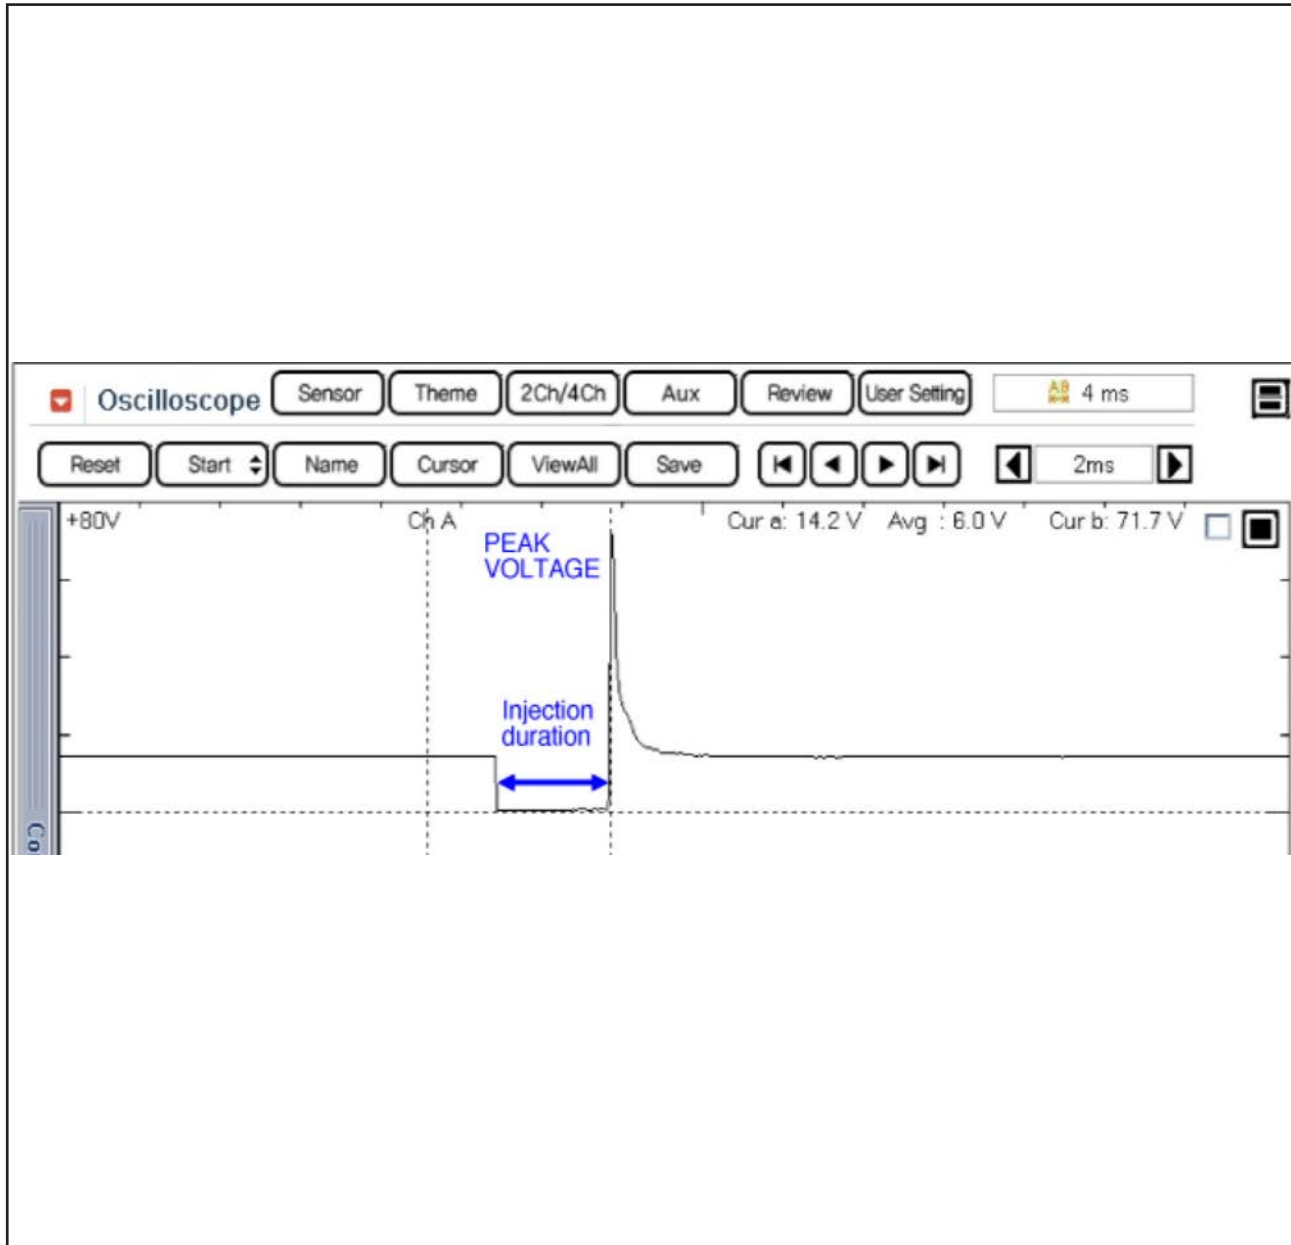 Oscilloscope Sensor Theme 2Ch/4Ch Aux Review User Setting AB 4 ms
Reset Start Name Cursor ViewAll Save 2ms
+80V Ch A Cur a: 14.2 V Avg : 6.0 V Cur b: 71.7 V
PEAK
VOLTAGE
Injection
duration